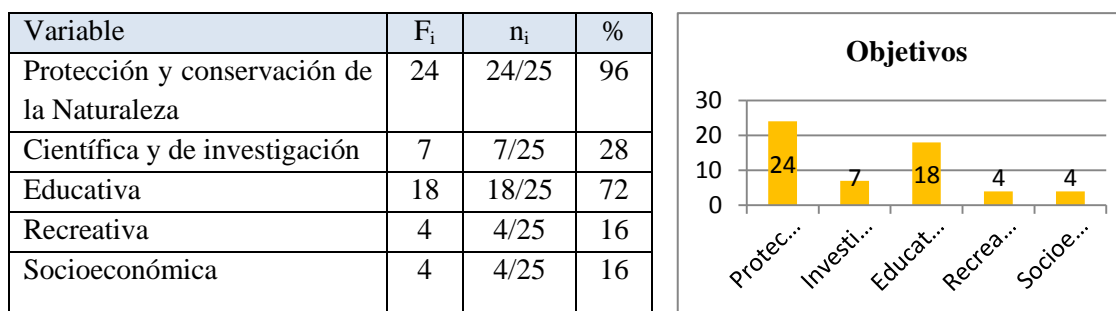 Variable F_i n_i %
Protección y conservación de 24 24/25 96
la Naturaleza
Científica y de investigación 7 7/25 28
Educativa 18 18/25 72
Recreativa 4 4/25 16
Socioeconómica 4 4/25 16
Objetivos
30
20
10
0
24 7 18 4 4
Protec... Investi... Educat... Recrea... Socioe...